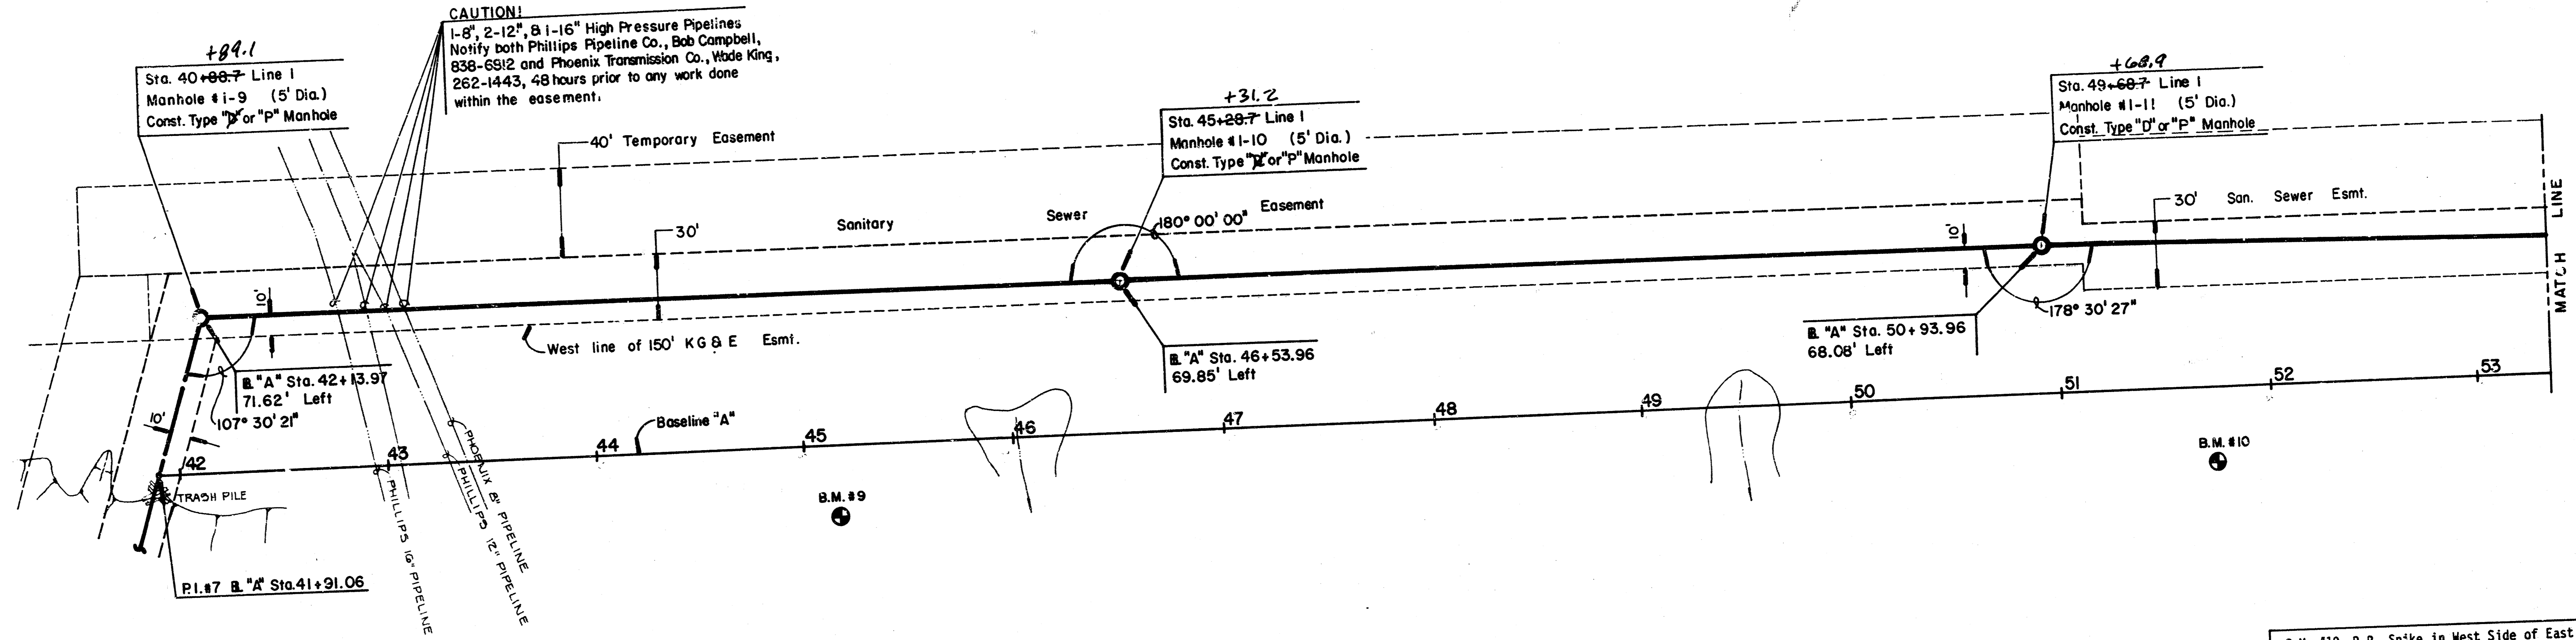 CAUTION!
1-8", 2-12", & 1-16" High Pressure Pipelines
Notify both Phillips Pipeline Co., Bob Campbell,
838-6912 and Phoenix Transmission Co., Wade King,
262-1443, 48 hours prior to any work done
within the easement.
+89.1
Sta. 40+88.7 Line 1
Manhole #1-9 (5' Dia.)
Const. Type "D" or "P" Manhole
+31.2
Sta. 45+28.7 Line 1
Manhole #1-10 (5' Dia.)
Const. Type "D" or "P" Manhole
+68.9
Sta. 49+68.7 Line 1
Manhole #1-11 (5' Dia.)
Const. Type "D" or "P" Manhole
40' Temporary Easement
30'
Sanitary Sewer Easement
180° 00' 00"
10'
30' San. Sewer Esmt.
MATCH LINE
10'
West line of 150' KG & E Esmt.
178° 30' 27"
B "A" Sta. 50+93.96
68.08' Left
B "A" Sta. 46+53.96
69.85' Left
B "A" Sta. 42+13.97
71.62' Left
107° 30' 21"
10'
Baseline "A"
42 43 44 45 46 47 48 49 50 51 52 53
TRASH PILE
PHOENIX 8" PIPELINE
PHILLIPS 12" PIPELINE
PHILLIPS 16" PIPELINE
B.M. #9
B.M. #10
P.I.#7 B "A" Sta.41+91.06
Spike in West Side of East